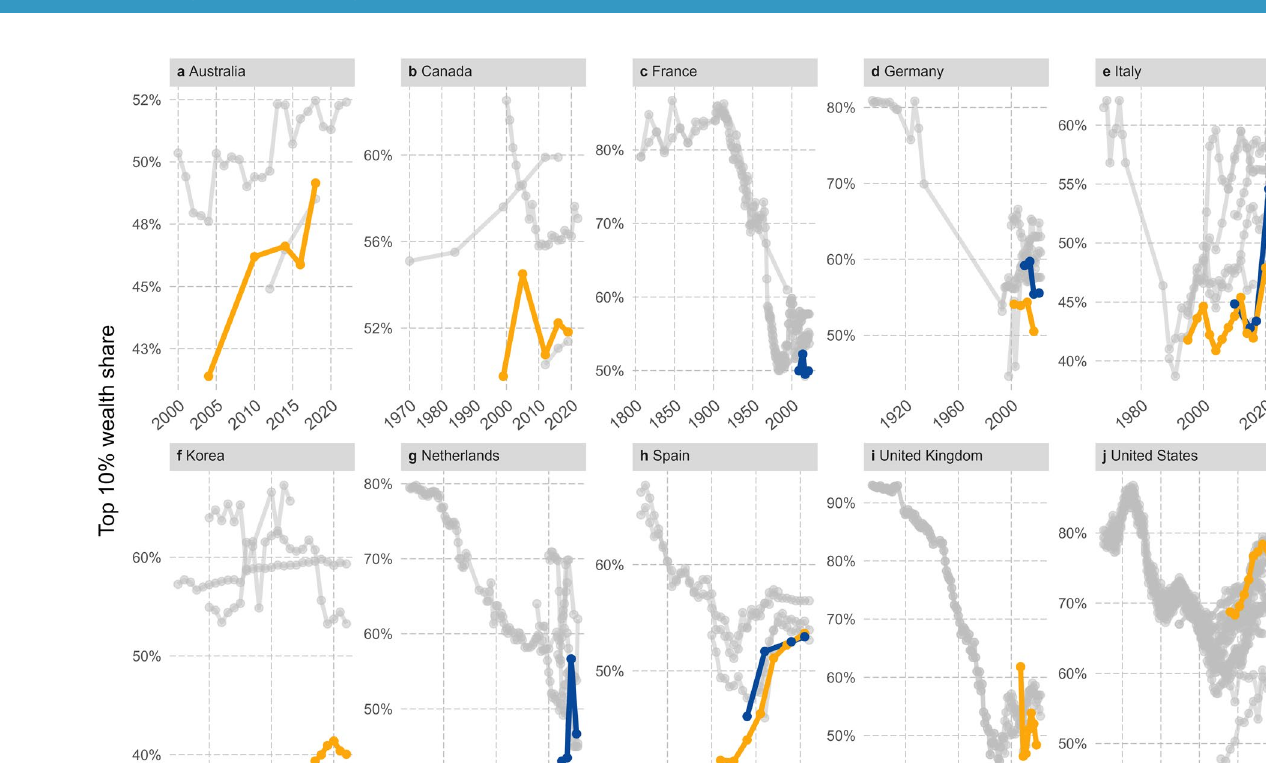 a Australia
b Canada
c France
d Germany
e Italy
52%
50%
48%
45%
43%
60%
56%
52%
80%
70%
60%
50%
80%
70%
60%
50%
60%
55%
50%
45%
40%
2000 2005 2010 2015 2020
1970 1980 1990 2000 2010 2020
1800 1850 1900 1950 2000
1920 1960 2000
1980 2000 2020
Top 10% wealth share
f Korea
g Netherlands
h Spain
i United Kingdom
j United States
60%
50%
40%
80%
70%
60%
50%
60%
50%
90%
80%
70%
60%
50%
80%
70%
60%
50%